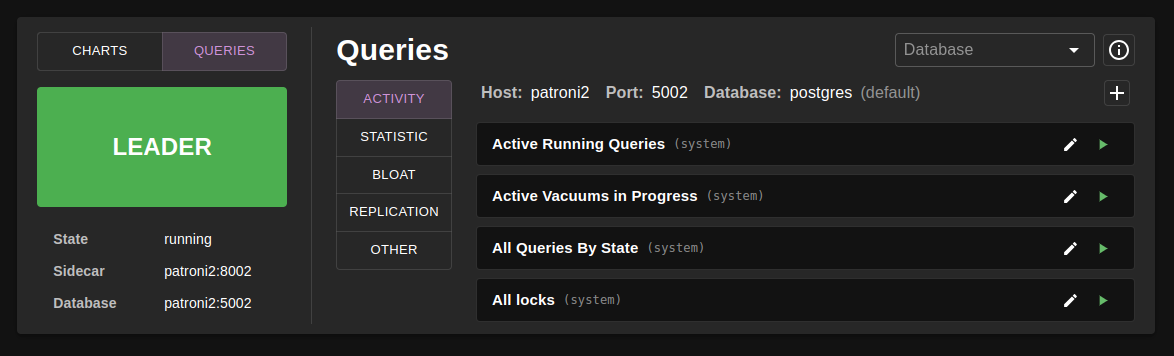 CHARTS
QUERIES
LEADER
State running
Sidecar patroni2:8002
Database patroni2:5002
Queries
Database
ACTIVITY
STATISTIC
BLOAT
REPLICATION
OTHER
Host: patroni2 Port: 5002 Database: postgres (default)
Active Running Queries (system)
Active Vacuums in Progress (system)
All Queries By State (system)
All locks (system)